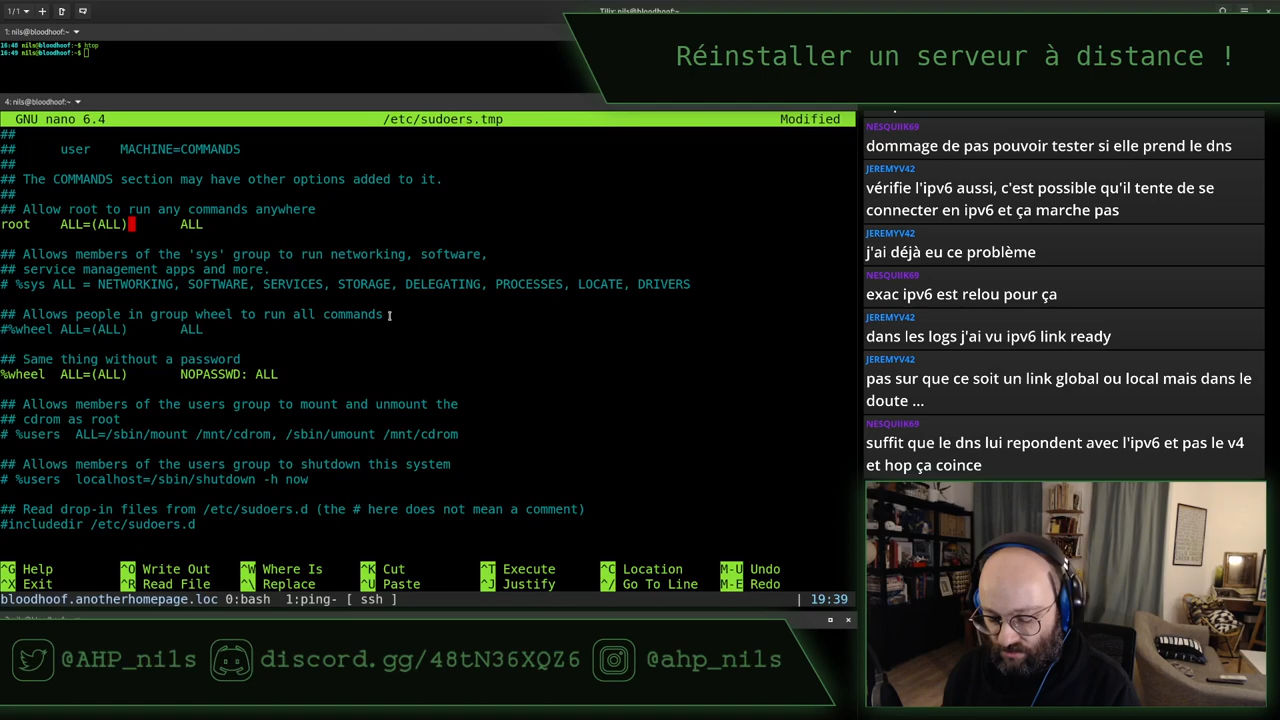 1/1
Tilix: nils@bloodhoof:~
1: nils@bloodhoof:~
16:48 nils@bloodhoof:~$ htop
16:49 nils@bloodhoof:~$
Réinstaller un serveur à distance !
4: nils@bloodhoof:~
GNU nano 6.4 /etc/sudoers.tmp Modified
##
## user MACHINE=COMMANDS
##
## The COMMANDS section may have other options added to it.
##
## Allow root to run any commands anywhere
root ALL=(ALL) ALL
## Allows members of the 'sys' group to run networking, software,
## service management apps and more.
# %sys ALL = NETWORKING, SOFTWARE, SERVICES, STORAGE, DELEGATING, PROCESSES, LOCATE, DRIVERS
## Allows people in group wheel to run all commands
#%wheel ALL=(ALL) ALL
## Same thing without a password
%wheel ALL=(ALL) NOPASSWD: ALL
## Allows members of the users group to mount and unmount the
## cdrom as root
# %users ALL=/sbin/mount /mnt/cdrom, /sbin/umount /mnt/cdrom
## Allows members of the users group to shutdown this system
# %users localhost=/sbin/shutdown -h now
## Read drop-in files from /etc/sudoers.d (the # here does not mean a comment)
#includedir /etc/sudoers.d
^G Help ^O Write Out ^W Where Is ^K Cut ^T Execute ^C Location M-U Undo
^X Exit ^R Read File ^\ Replace ^U Paste ^J Justify ^/ Go To Line M-E Redo
bloodhoof.anotherhomepage.loc 0:bash 1:ping- [ ssh ] | 19:39
NESQUIIK69
dommage de pas pouvoir tester si elle prend le dns
JEREMYV42
vérifie l'ipv6 aussi, c'est possible qu'il tente de se
connecter en ipv6 et ça marche pas
JEREMYV42
j'ai déjà eu ce problème
NESQUIIK69
exac ipv6 est relou pour ça
JEREMYV42
dans les logs j'ai vu ipv6 link ready
JEREMYV42
pas sur que ce soit un link global ou local mais dans le
doute ...
NESQUIIK69
suffit que le dns lui repondent avec l'ipv6 et pas le v4
et hop ça coince
@AHP_nils discord.gg/48tN36XQZ6 @ahp_nils